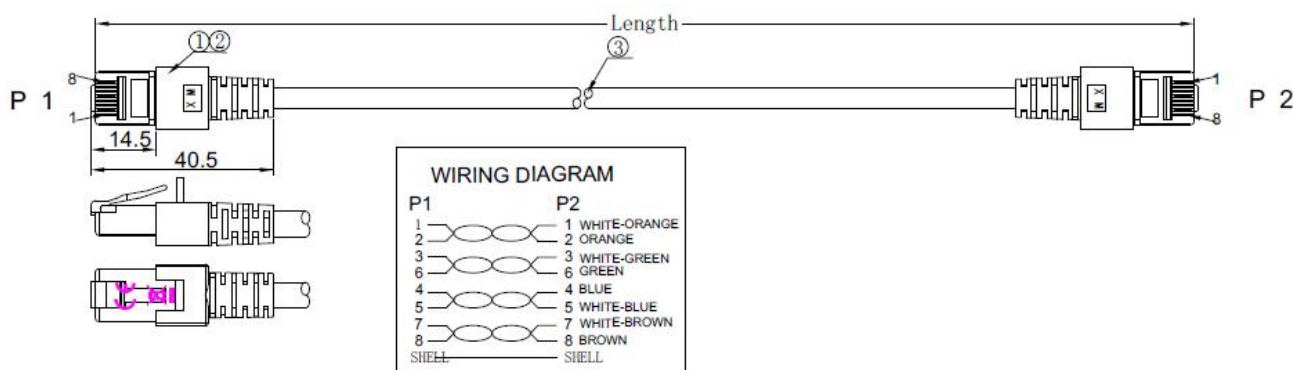 Length
①② ③
P 1 8 1 XM XM 1 8 P 2
14.5
40.5
WIRING DIAGRAM
P1 P2
1 1 WHITE-ORANGE
2 2 ORANGE
3 3 WHITE-GREEN
6 6 GREEN
4 4 BLUE
5 5 WHITE-BLUE
7 7 WHITE-BROWN
8 8 BROWN
SHELL SHELL